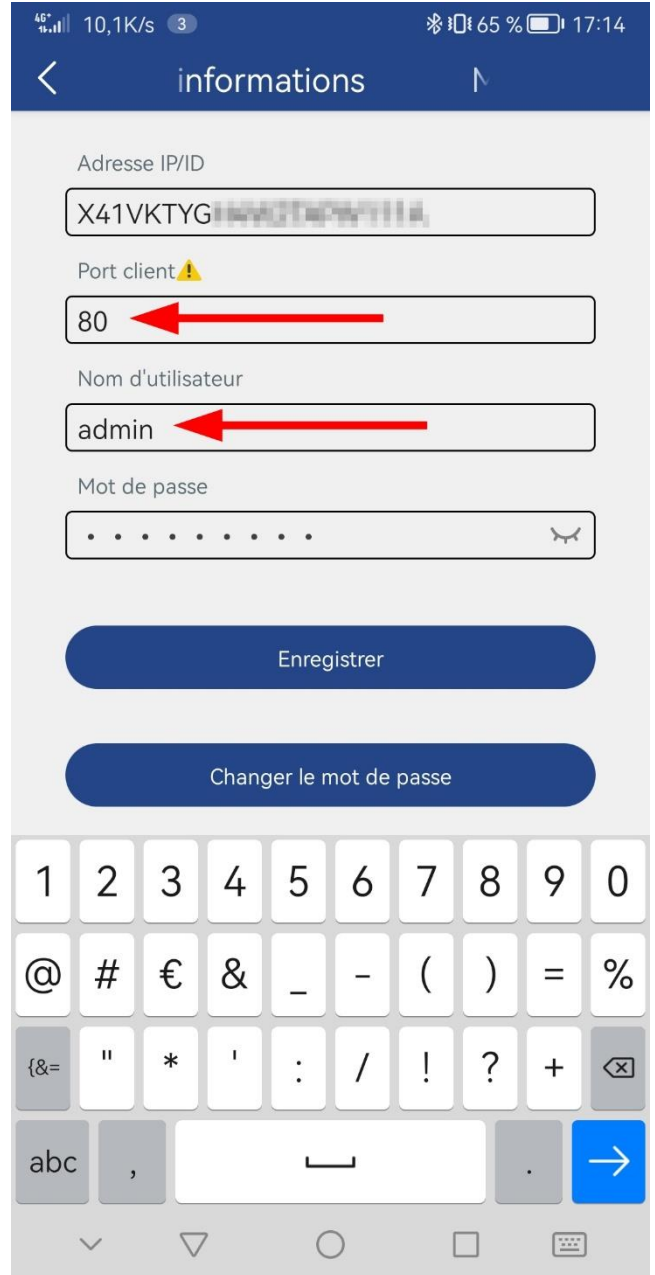 4G+ 10,1K/s 3 65 % 17:14
informations
Adresse IP/ID
X41VKTYG
Port client
80
Nom d'utilisateur
admin
Mot de passe
• • • • • • • • •
Enregistrer
Changer le mot de passe
1 2 3 4 5 6 7 8 9 0
@ # € & _ - ( ) = %
{&= " * ' : / ! ? +
abc , .